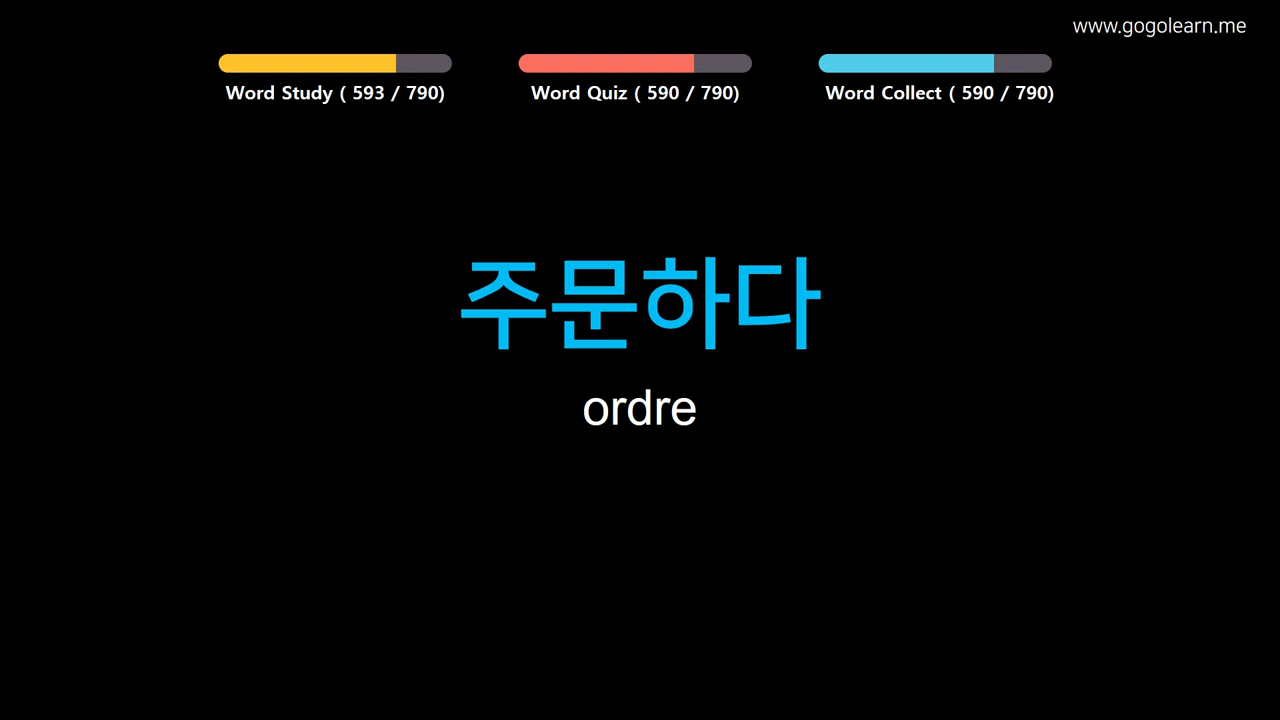 www.gogolearn.me
Word Study ( 593 / 790)
Word Quiz ( 590 / 790)
Word Collect ( 590 / 790)
주문하다
ordre